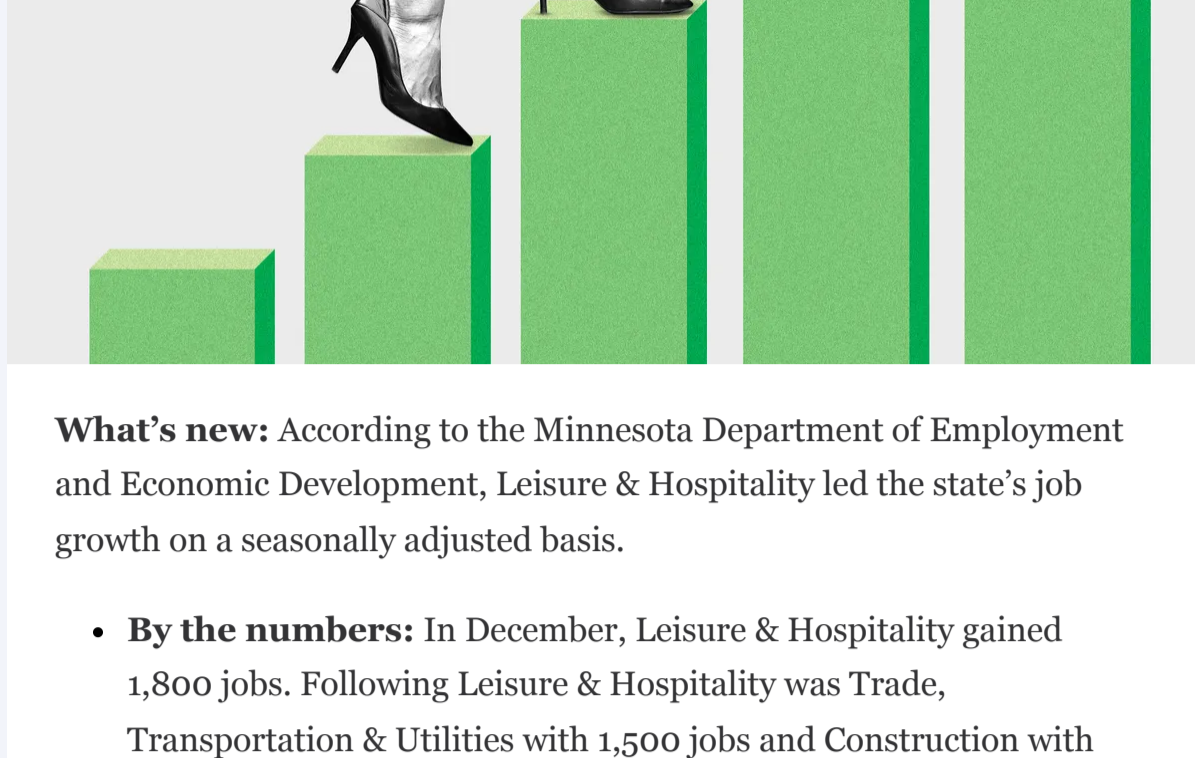 What’s new: According to the Minnesota Department of Employment
and Economic Development, Leisure & Hospitality led the state’s job
growth on a seasonally adjusted basis.
• By the numbers: In December, Leisure & Hospitality gained
1,800 jobs. Following Leisure & Hospitality was Trade,
Transportation & Utilities with 1,500 jobs and Construction with